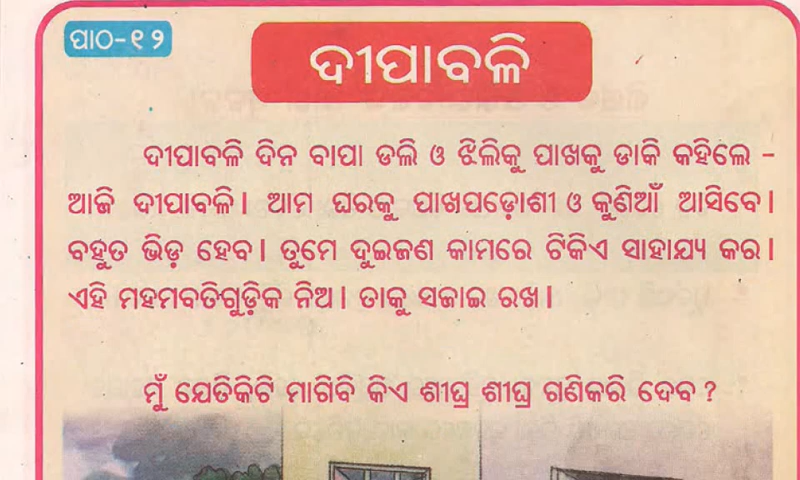 ପାଠ-୧୨
ଦୀପାବଳି
ଦୀପାବଳି ଦିନ ବାପା ଡଲି ଓ ଝିଲିକୁ ପାଖକୁ ଡାକି କହିଲେ –
ଆଜି ଦୀପାବଳି। ଆମ ଘରକୁ ପାଖପଡ଼ୋଶୀ ଓ କୁଣିଆଁ ଆସିବେ।
ବହୁତ ଭିଡ଼ ହେବ। ତୁମେ ଦୁଇଜଣ କାମରେ ଟିକିଏ ସାହାଯ୍ୟ କର।
ଏହି ମହମବତିଗୁଡ଼ିକ ନିଅ। ତାକୁ ସଜାଇ ରଖ।
ମୁଁ ଯେତିକିଟି ମାଗିବି କିଏ ଶୀଘ୍ର ଶୀଘ୍ର ଗଣିକରି ଦେବ ?